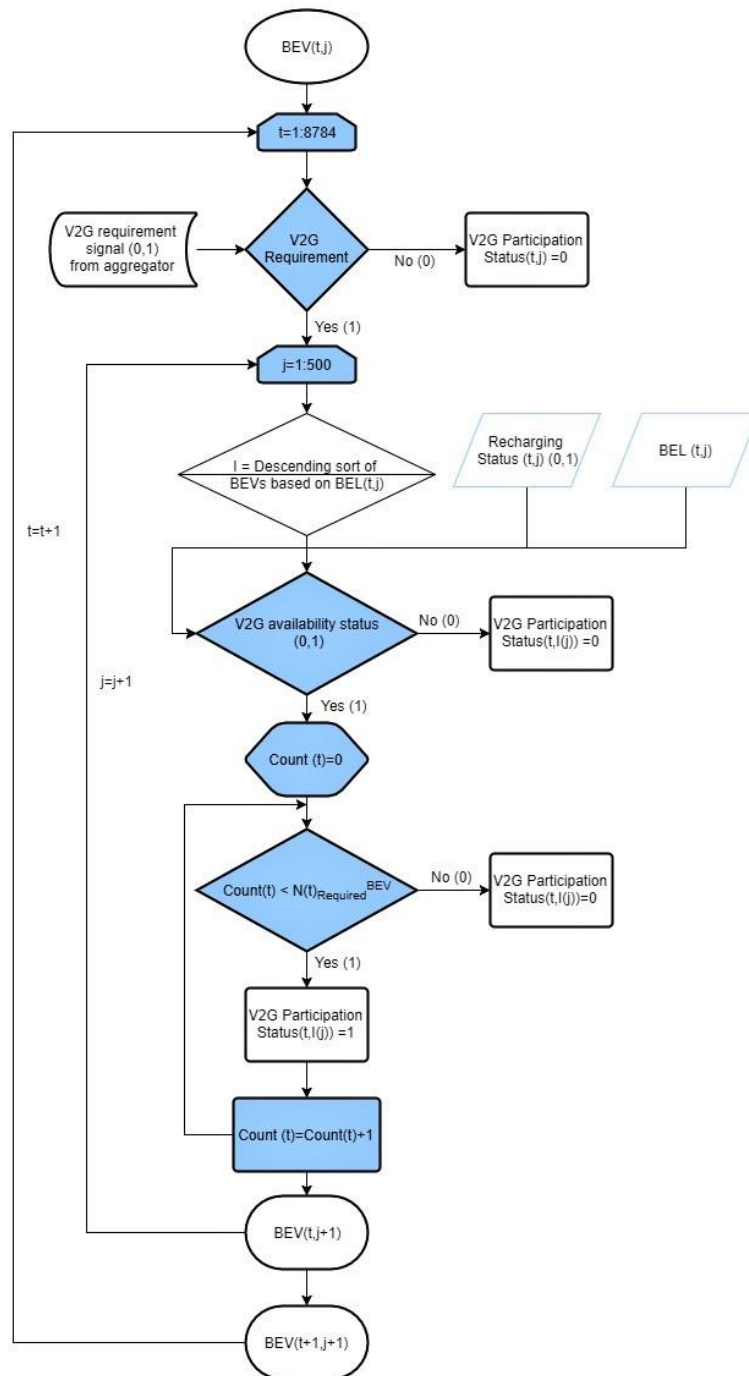 BEV(t,j)
t=1:8784
V2G requirement
signal (0,1)
from aggregator
V2G
Requirement
No (0)
V2G Participation
Status(t,j) =0
Yes (1)
j=1:500
I = Descending sort of
BEVs based on BEL(t,j)
Recharging
Status (t,j) (0,1)
BEL (t,j)
t=t+1
V2G availability status
(0,1)
No (0)
V2G Participation
Status(t,I(j)) =0
j=j+1
Yes (1)
Count (t)=0
Count(t) < N(t)Required BEV
No (0)
V2G Participation
Status(t,I(j))=0
Yes (1)
V2G Participation
Status(t,I(j)) =1
Count (t)=Count(t)+1
BEV(t,j+1)
BEV(t+1,j+1)